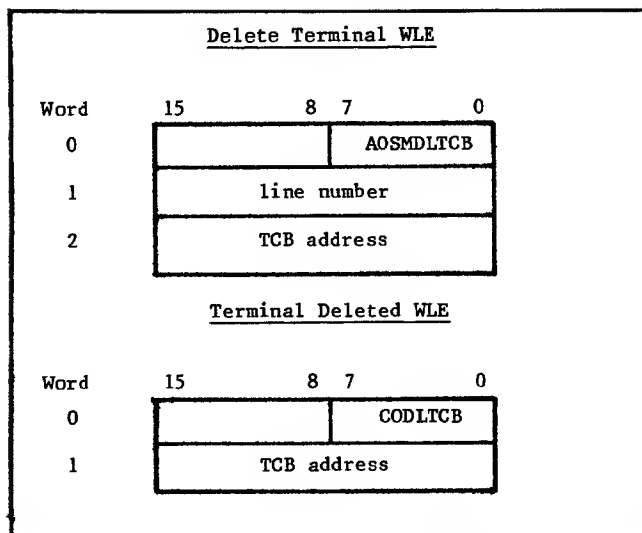 Delete Terminal WLE
Word 15 8 7 0
0 AOSMDLTCB
1 line number
2 TCB address
Terminal Deleted WLE
Word 15 8 7 0
0 CODLTCB
1 TCB address